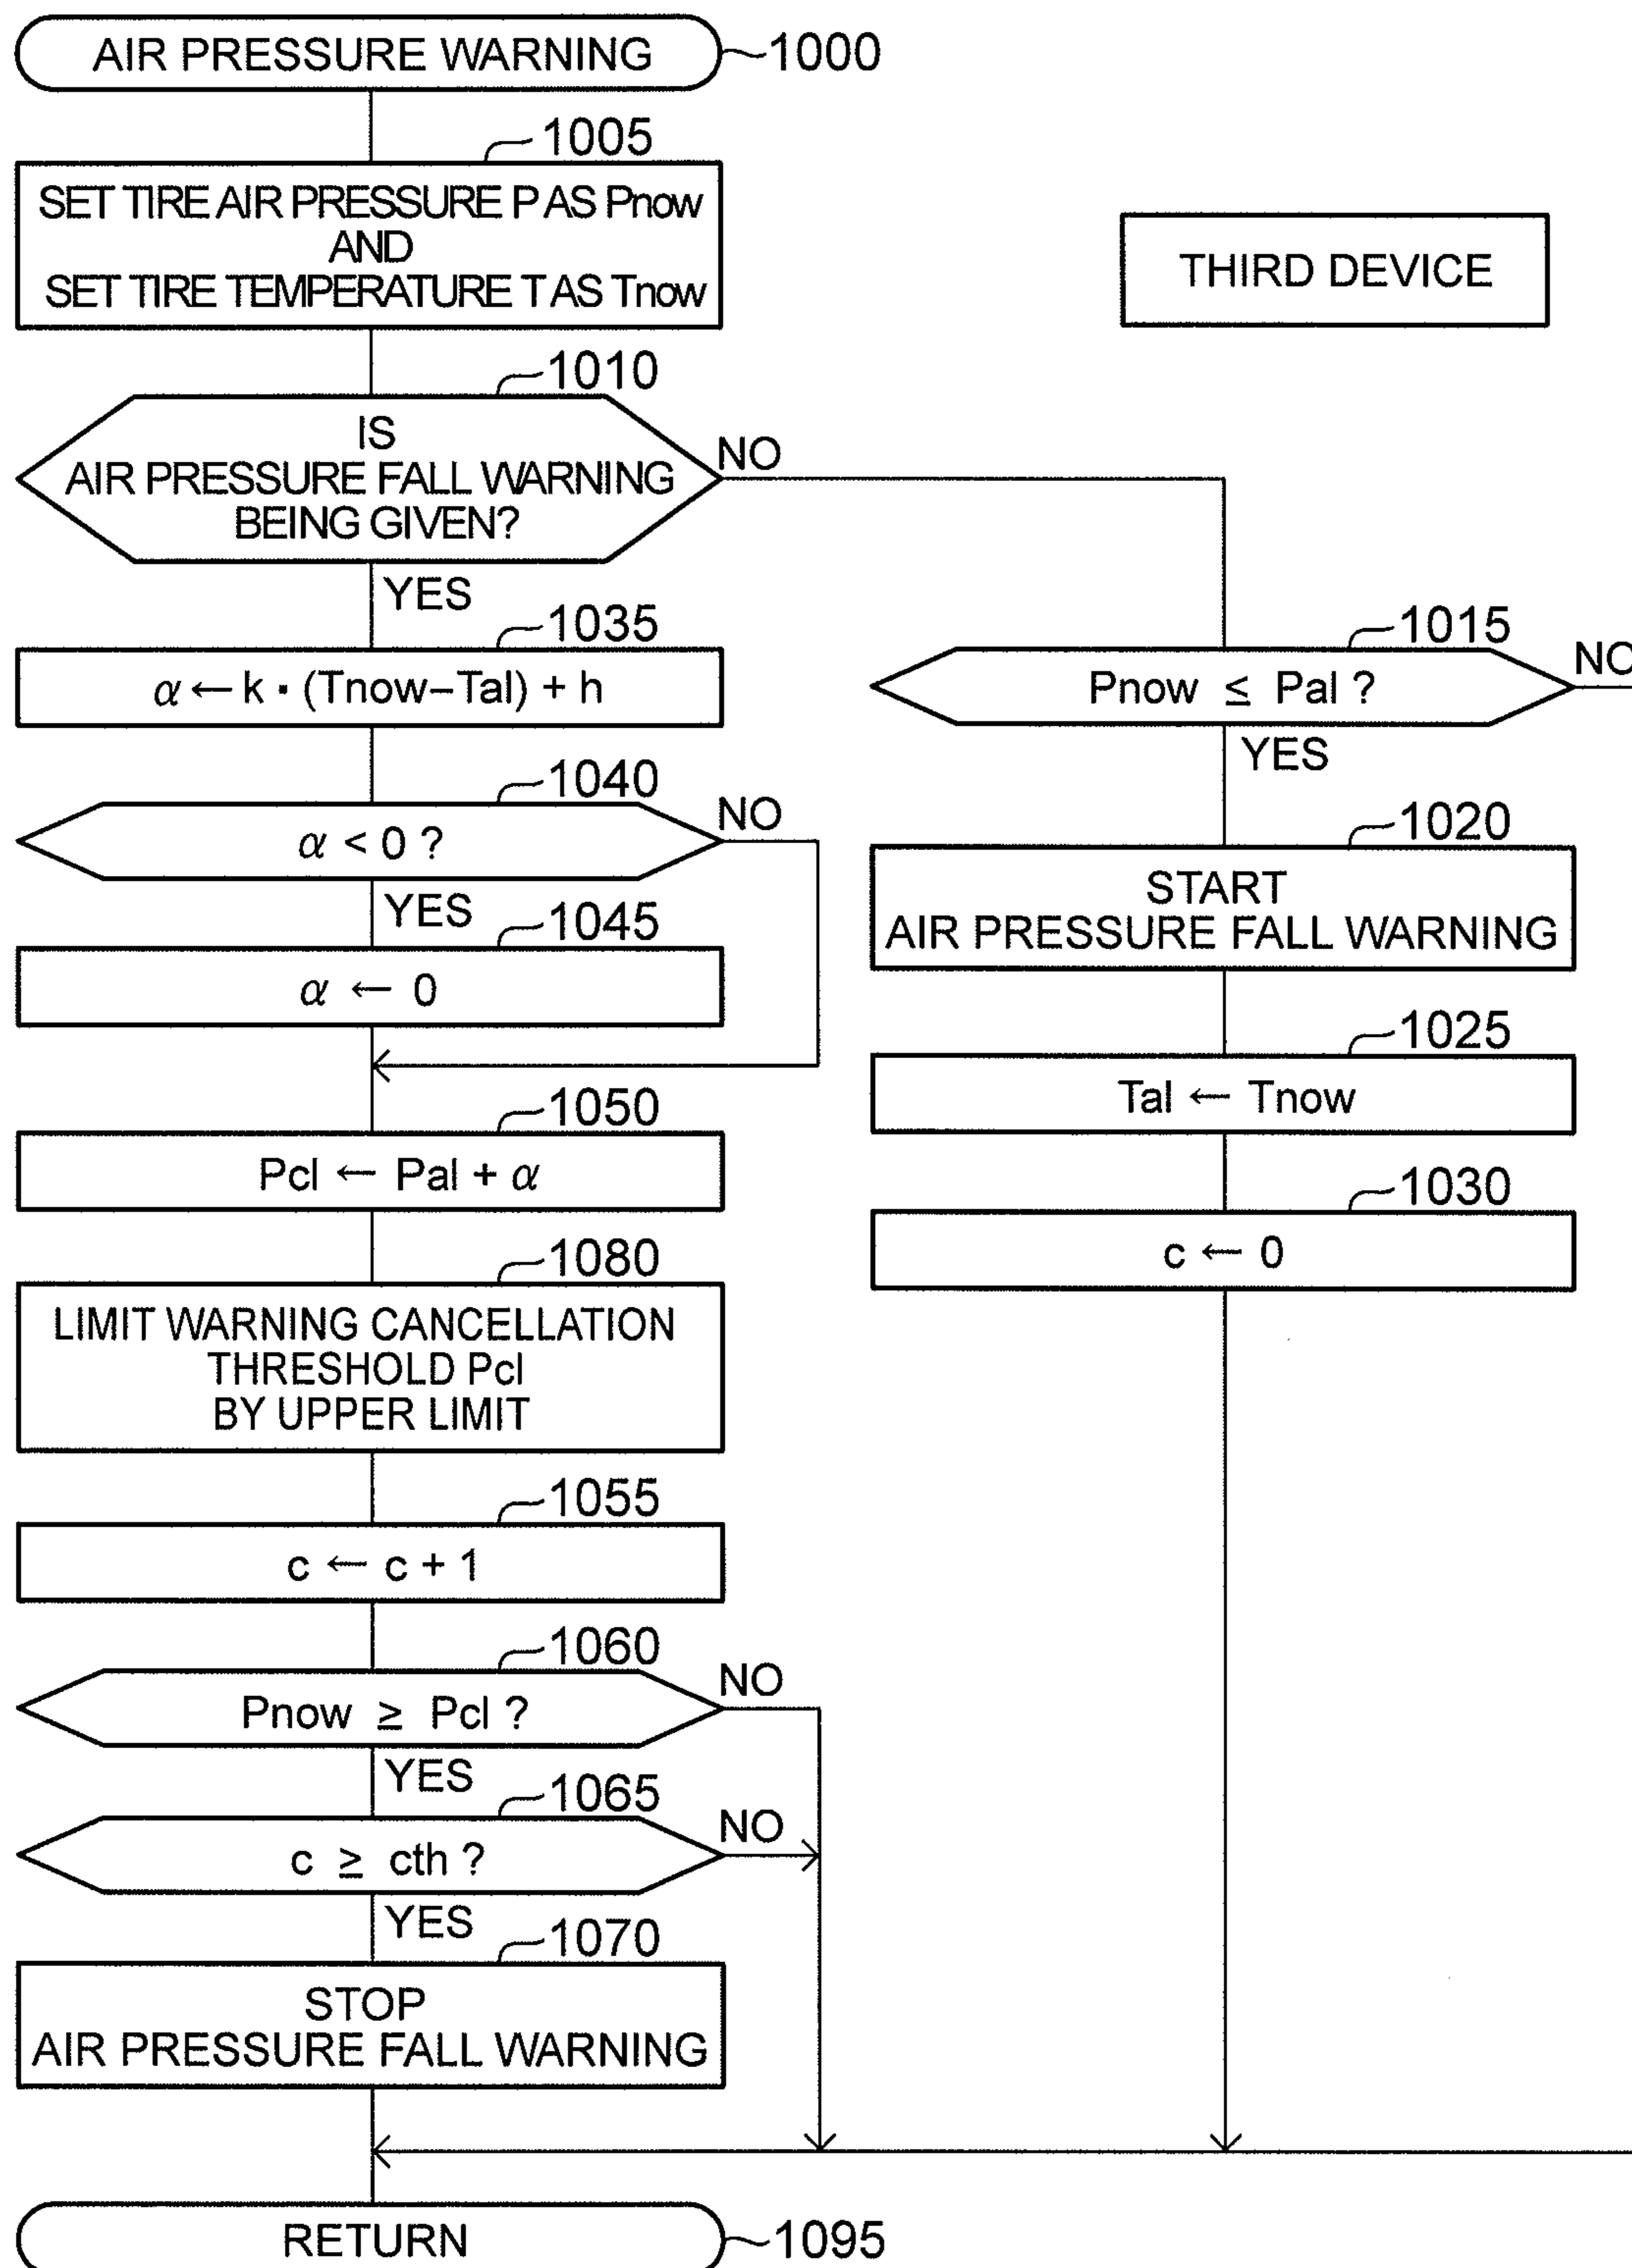 AIR PRESSURE WARNING
1000
1005
SET TIRE AIR PRESSURE P AS Pnow
AND
SET TIRE TEMPERATURE T AS Tnow
THIRD DEVICE
1010
IS
AIR PRESSURE FALL WARNING
BEING GIVEN?
NO
YES
1035
α ← k · (Tnow–Tal) + h
1040
α < 0 ?
NO
YES
1045
α ← 0
1050
Pcl ← Pal + α
1080
LIMIT WARNING CANCELLATION
THRESHOLD Pcl
BY UPPER LIMIT
1055
c ← c + 1
1060
Pnow ≥ Pcl ?
NO
YES
1065
c ≥ cth ?
NO
YES
1070
STOP
AIR PRESSURE FALL WARNING
1015
Pnow ≤ Pal ?
NO
YES
1020
START
AIR PRESSURE FALL WARNING
1025
Tal ← Tnow
1030
c ← 0
RETURN
1095